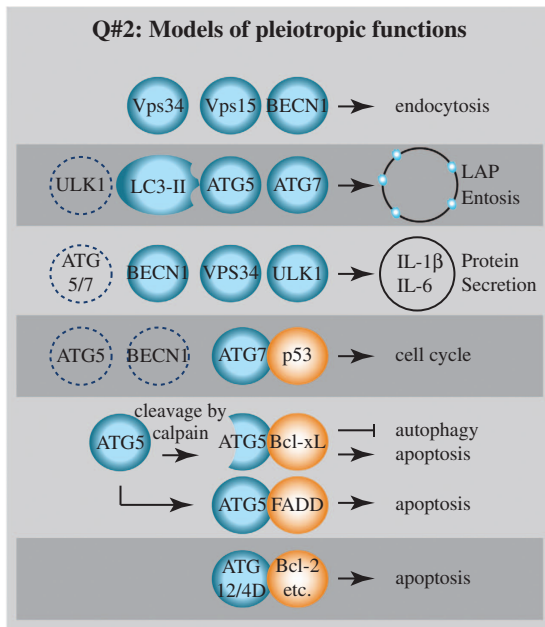 Q#2: Models of pleiotropic functions
Vps34 Vps15 BECN1 endocytosis
ULK1 LC3-II ATG5 ATG7 LAP
Entosis
ATG
5/7 BECN1 VPS34 ULK1 IL-1β
IL-6 Protein
Secretion
ATG5 BECN1 ATG7 p53 cell cycle
ATG5 cleavage by
calpain ATG5 Bcl-xL autophagy
apoptosis
ATG5 FADD apoptosis
ATG
12/4D Bcl-2
etc. apoptosis